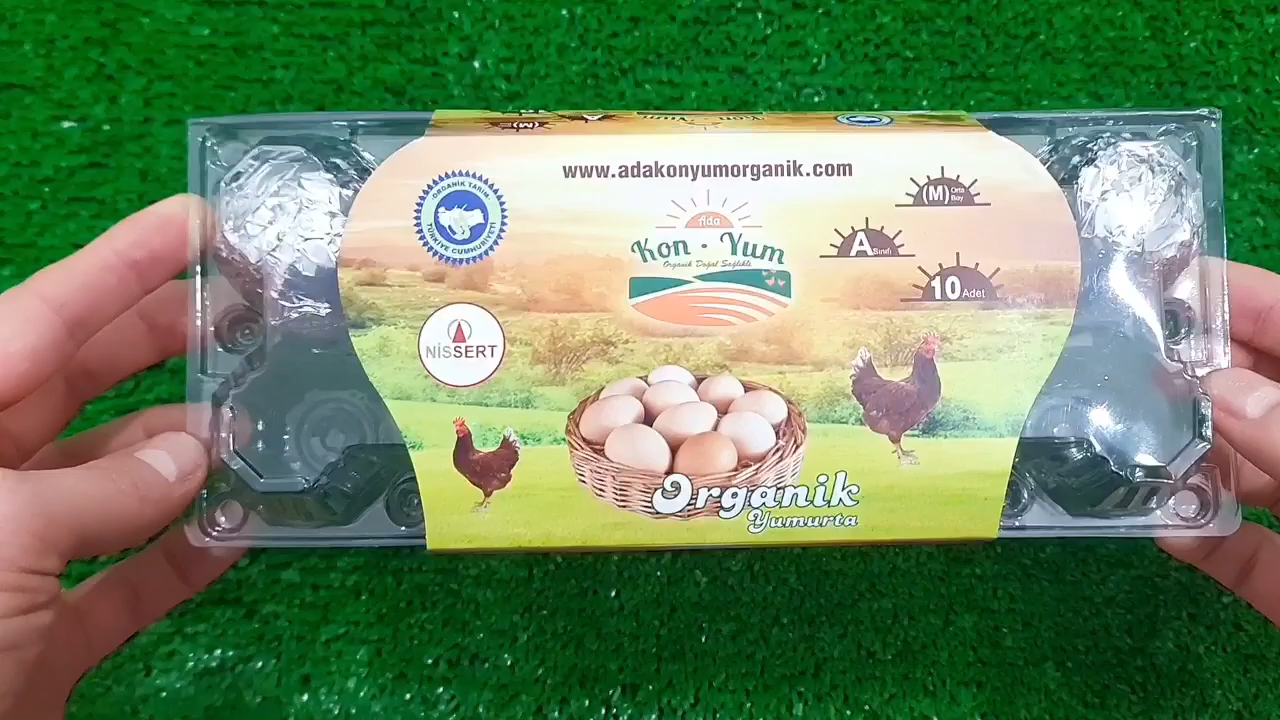 www.adakonyumorganik.com
ORGANİK TARIM
TÜRKİYE CUMHURİYETİ
Ada
Kon · Yum
Organik Doğal Sağlıklı
(M) Orta Boy
A Sınıfı
10 Adet
NİSSERT
Organik
Yumurta